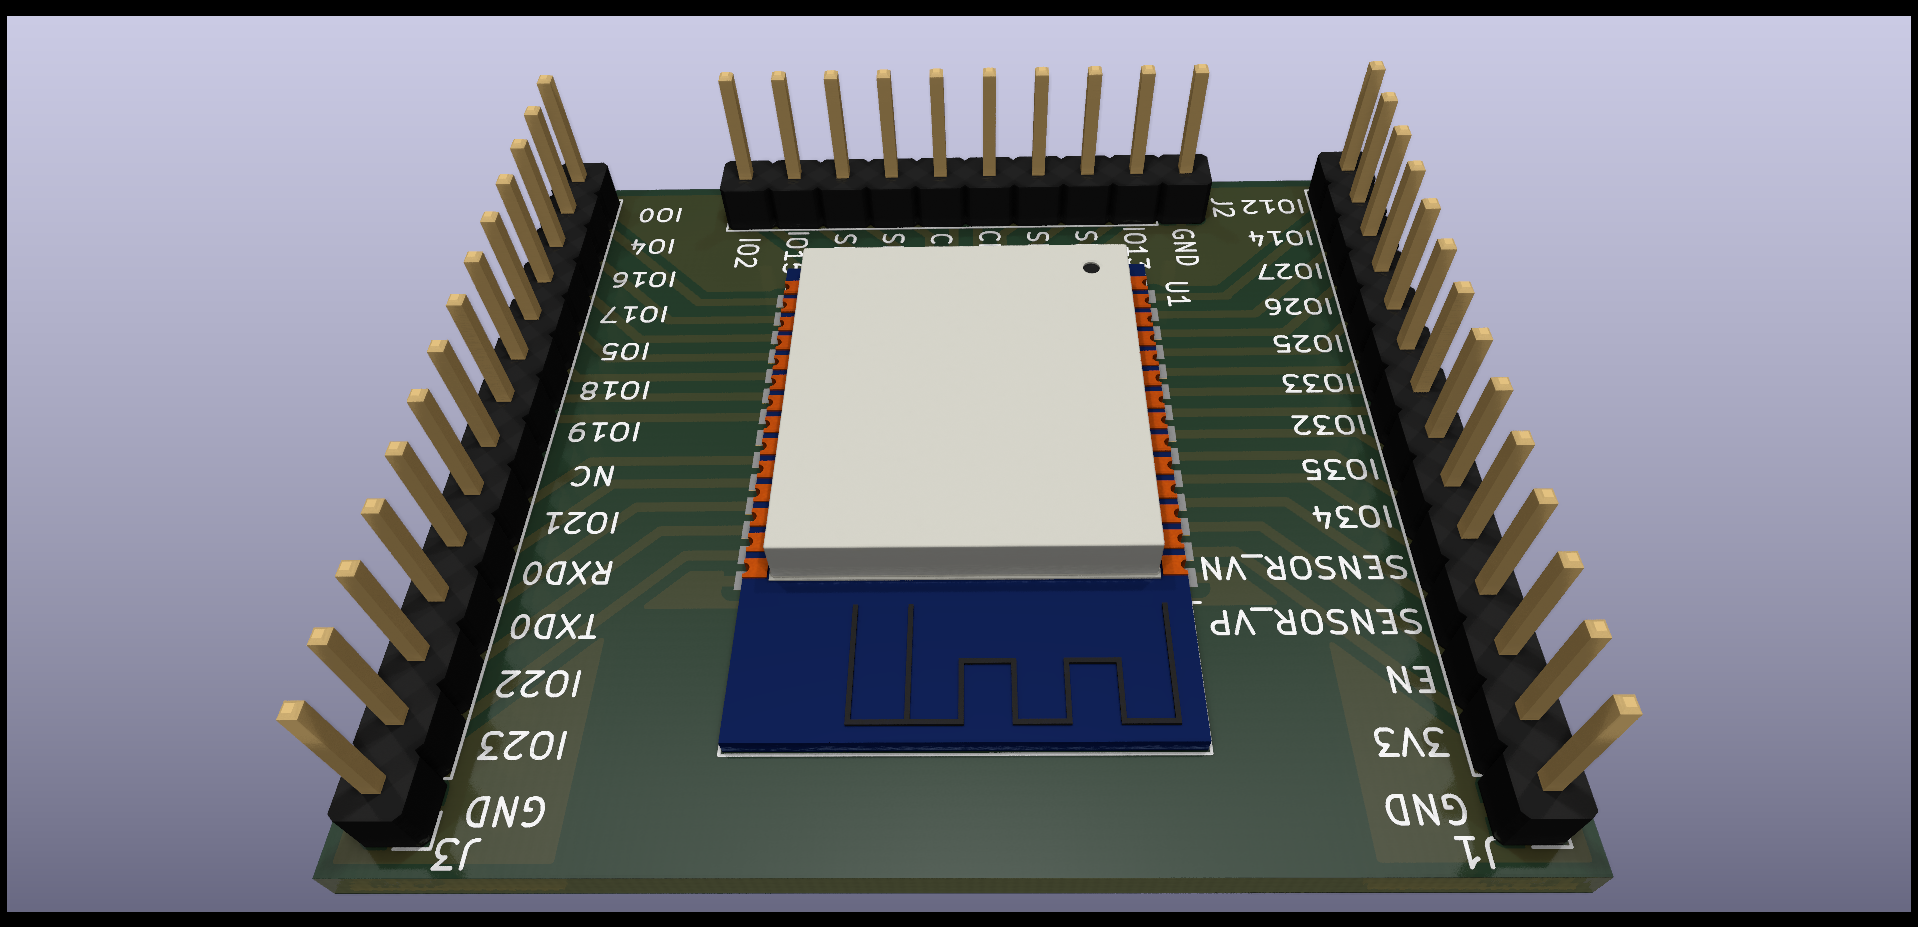 IO0
IO4
IO16
IO17
IO5
IO18
IO19
NC
IO21
RXD0
TXD0
IO22
IO23
GND
J3
IO2
GND
J2
U1
IO12
IO14
IO27
IO26
IO25
IO33
IO32
IO35
IO34
SENSOR_VN
SENSOR_VP
EN
3V3
GND
J1